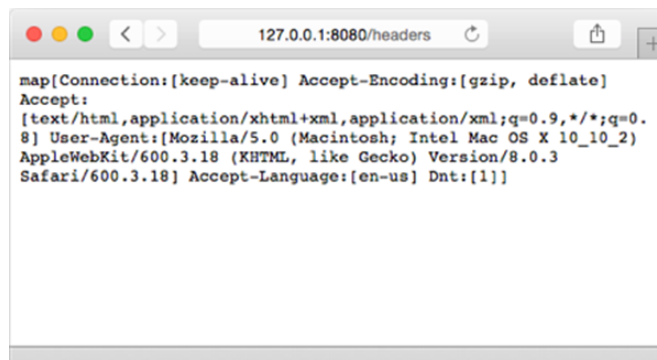 127.0.0.1:8080/headers
map[Connection:[keep-alive] Accept-Encoding:[gzip, deflate]
Accept:
[text/html,application/xhtml+xml,application/xml;q=0.9,*/*;q=0.
8] User-Agent:[Mozilla/5.0 (Macintosh; Intel Mac OS X 10_10_2)
AppleWebKit/600.3.18 (KHTML, like Gecko) Version/8.0.3
Safari/600.3.18] Accept-Language:[en-us] Dnt:[1]]